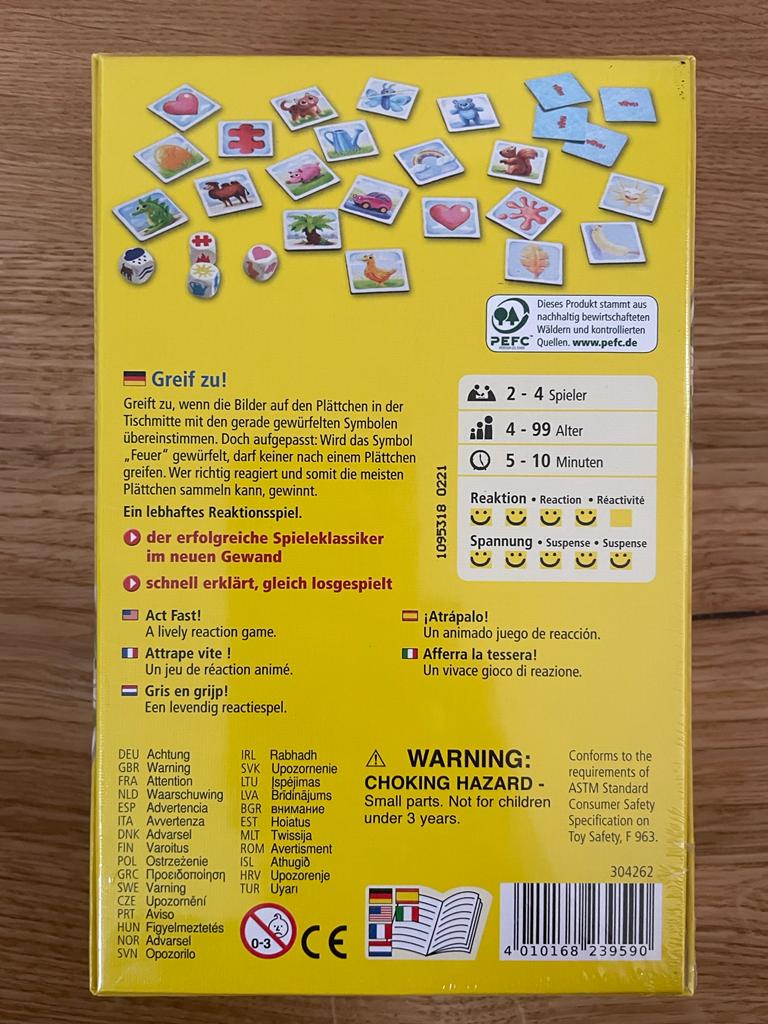 Dieses Produkt stammt aus
nachhaltig bewirtschafteten
Wäldern und kontrollierten
Quellen. www.pefc.de
PEFC
Greif zu!
Greift zu, wenn die Bilder auf den Plättchen in der
Tischmitte mit den gerade gewürfelten Symbolen
übereinstimmen. Doch aufgepasst: Wird das Symbol
„Feuer“ gewürfelt, darf keiner nach einem Plättchen
greifen. Wer richtig reagiert und somit die meisten
Plättchen sammeln kann, gewinnt.
Ein lebhaftes Reaktionsspiel.
der erfolgreiche Spieleklassiker
im neuen Gewand
schnell erklärt, gleich losgespielt
2 - 4 Spieler
4 - 99 Alter
5 - 10 Minuten
Reaktion • Reaction • Réactivité
Spannung • Suspense • Suspense
1095318 0221
Act Fast!
A lively reaction game.
Attrape vite !
Un jeu de réaction animé.
Gris en grijp!
Een levendig reactiespel.
¡Atrápalo!
Un animado juego de reacción.
Afferra la tessera!
Un vivace gioco di reazione.
DEU Achtung
GBR Warning
FRA Attention
NLD Waarschuwing
ESP Advertencia
ITA Avvertenza
DNK Advarsel
FIN Varoitus
POL Ostrzeżenie
GRC Προειδοποίηση
SWE Varning
CZE Upozornění
PRT Aviso
HUN Figyelmeztetés
NOR Advarsel
SVN Opozorilo
IRL Rabhadh
SVK Upozornenie
LTU Įspėjimas
LVA Brīdinājums
BGR внимание
EST Hoiatus
MLT Twissija
ROM Avertisment
ISL Athugið
HRV Upozorenje
TUR Uyarı
0-3
CE
WARNING:
CHOKING HAZARD -
Small parts. Not for children
under 3 years.
Conforms to the
requirements of
ASTM Standard
Consumer Safety
Specification on
Toy Safety, F 963.
304262
4 010168 239590